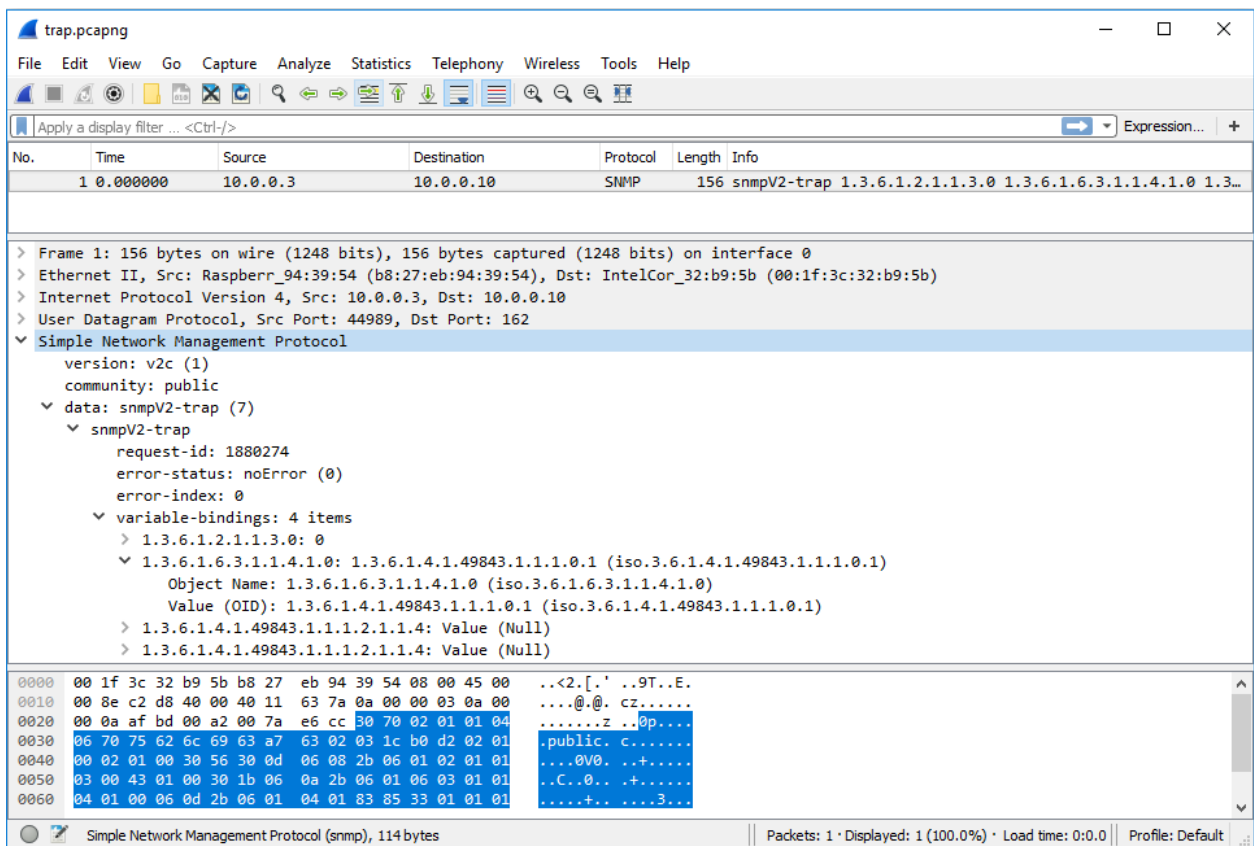 trap.pcapng
File Edit View Go Capture Analyze Statistics Telephony Wireless Tools Help
Apply a display filter ... <Ctrl-/> Expression... +
No. Time Source Destination Protocol Length Info
1 0.000000 10.0.0.3 10.0.0.10 SNMP 156 snmpV2-trap 1.3.6.1.2.1.1.3.0 1.3.6.1.6.3.1.1.4.1.0 1.3…
Frame 1: 156 bytes on wire (1248 bits), 156 bytes captured (1248 bits) on interface 0
Ethernet II, Src: Raspberr_94:39:54 (b8:27:eb:94:39:54), Dst: IntelCor_32:b9:5b (00:1f:3c:32:b9:5b)
Internet Protocol Version 4, Src: 10.0.0.3, Dst: 10.0.0.10
User Datagram Protocol, Src Port: 44989, Dst Port: 162
Simple Network Management Protocol
version: v2c (1)
community: public
data: snmpV2-trap (7)
snmpV2-trap
request-id: 1880274
error-status: noError (0)
error-index: 0
variable-bindings: 4 items
1.3.6.1.2.1.1.3.0: 0
1.3.6.1.6.3.1.1.4.1.0: 1.3.6.1.4.1.49843.1.1.1.0.1 (iso.3.6.1.4.1.49843.1.1.1.0.1)
Object Name: 1.3.6.1.6.3.1.1.4.1.0 (iso.3.6.1.6.3.1.1.4.1.0)
Value (OID): 1.3.6.1.4.1.49843.1.1.1.0.1 (iso.3.6.1.4.1.49843.1.1.1.0.1)
1.3.6.1.4.1.49843.1.1.1.2.1.1.4: Value (Null)
1.3.6.1.4.1.49843.1.1.1.2.1.1.4: Value (Null)
0000 00 1f 3c 32 b9 5b b8 27 eb 94 39 54 08 00 45 00 ..<2.[.' ..9T..E.
0010 00 8e c2 d8 40 00 40 11 63 7a 0a 00 00 03 0a 00 ....@.@. cz......
0020 00 0a af bd 00 a2 00 7a e6 cc 30 70 02 01 01 04 .......z ..0p....
0030 06 70 75 62 6c 69 63 a7 63 02 03 1c b0 d2 02 01 .public. c.......
0040 00 02 01 00 30 56 30 0d 06 08 2b 06 01 02 01 01 ....0V0. ..+.....
0050 03 00 43 01 00 30 1b 06 0a 2b 06 01 06 03 01 01 ..C..0.. .+......
0060 04 01 00 06 0d 2b 06 01 04 01 83 85 33 01 01 01 .....+.. ....3...
Simple Network Management Protocol (snmp), 114 bytes Packets: 1 · Displayed: 1 (100.0%) · Load time: 0:0.0 Profile: Default